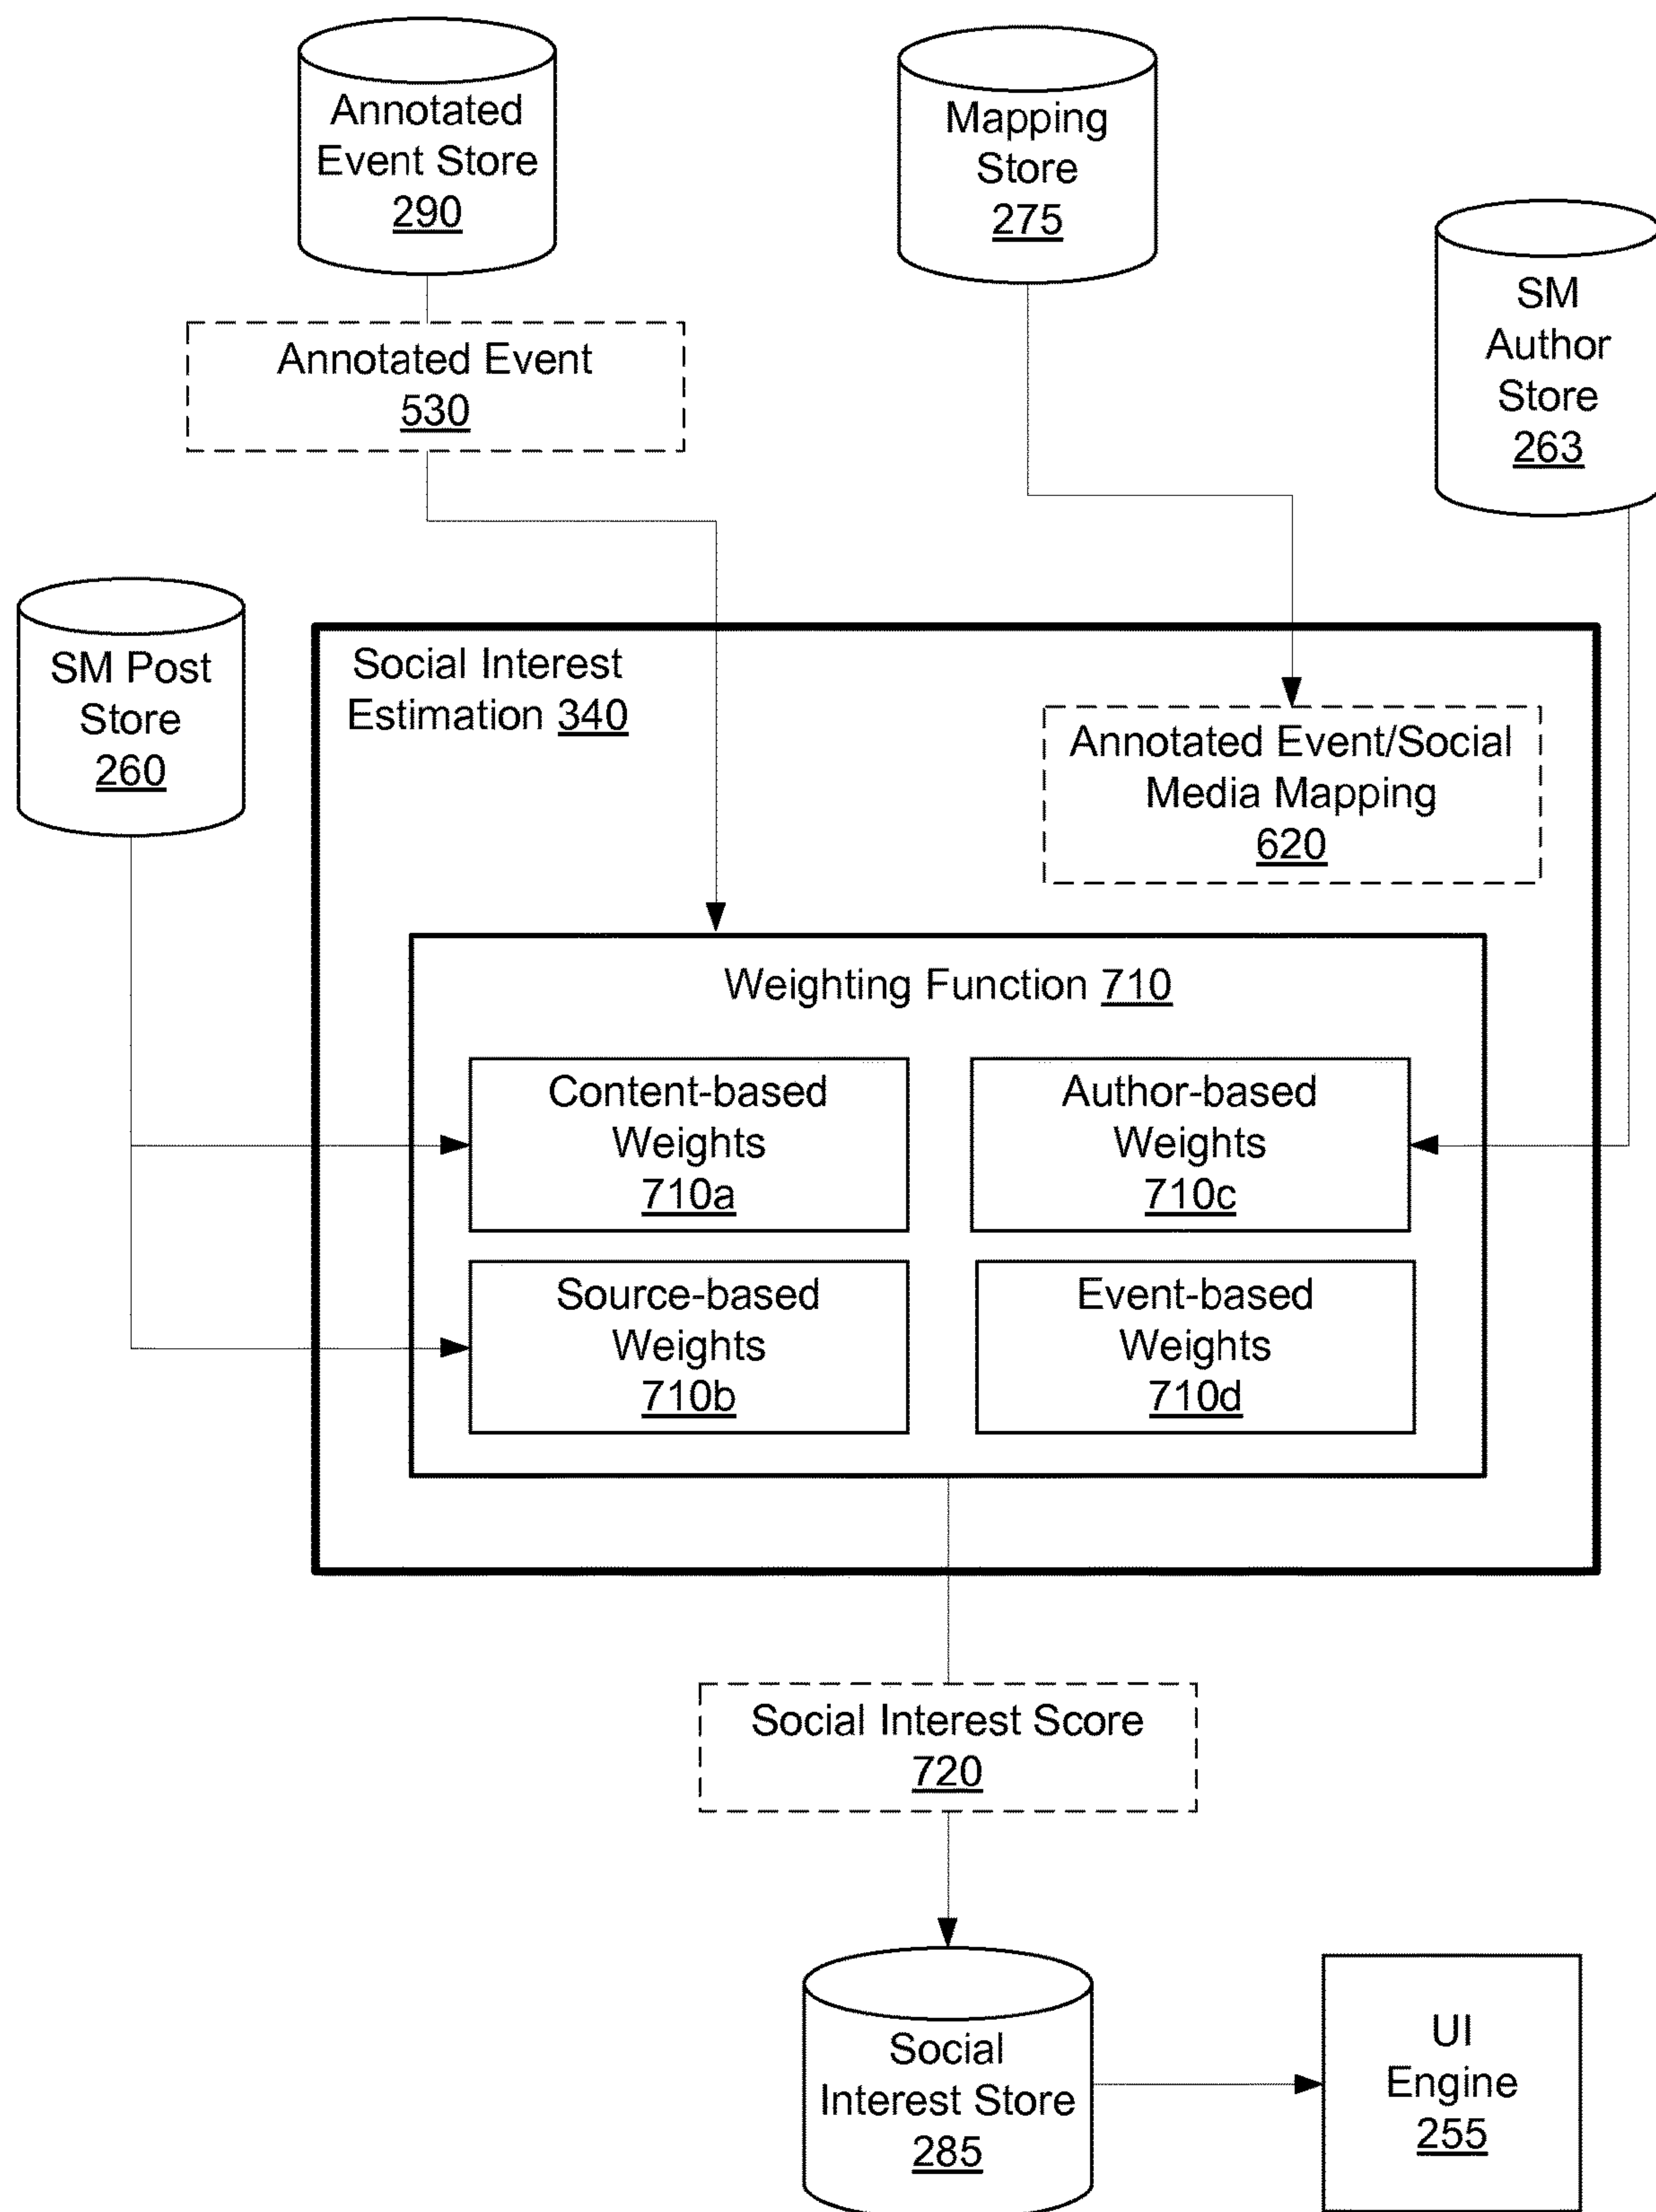 Annotated
Event Store
290
Mapping
Store
275
SM
Author
Store
263
Annotated Event
530
SM Post
Store
260
Social Interest
Estimation 340
Annotated Event/Social
Media Mapping
620
Weighting Function 710
Content-based
Weights
710a
Author-based
Weights
710c
Source-based
Weights
710b
Event-based
Weights
710d
Social Interest Score
720
Social
Interest Store
285
UI
Engine
255